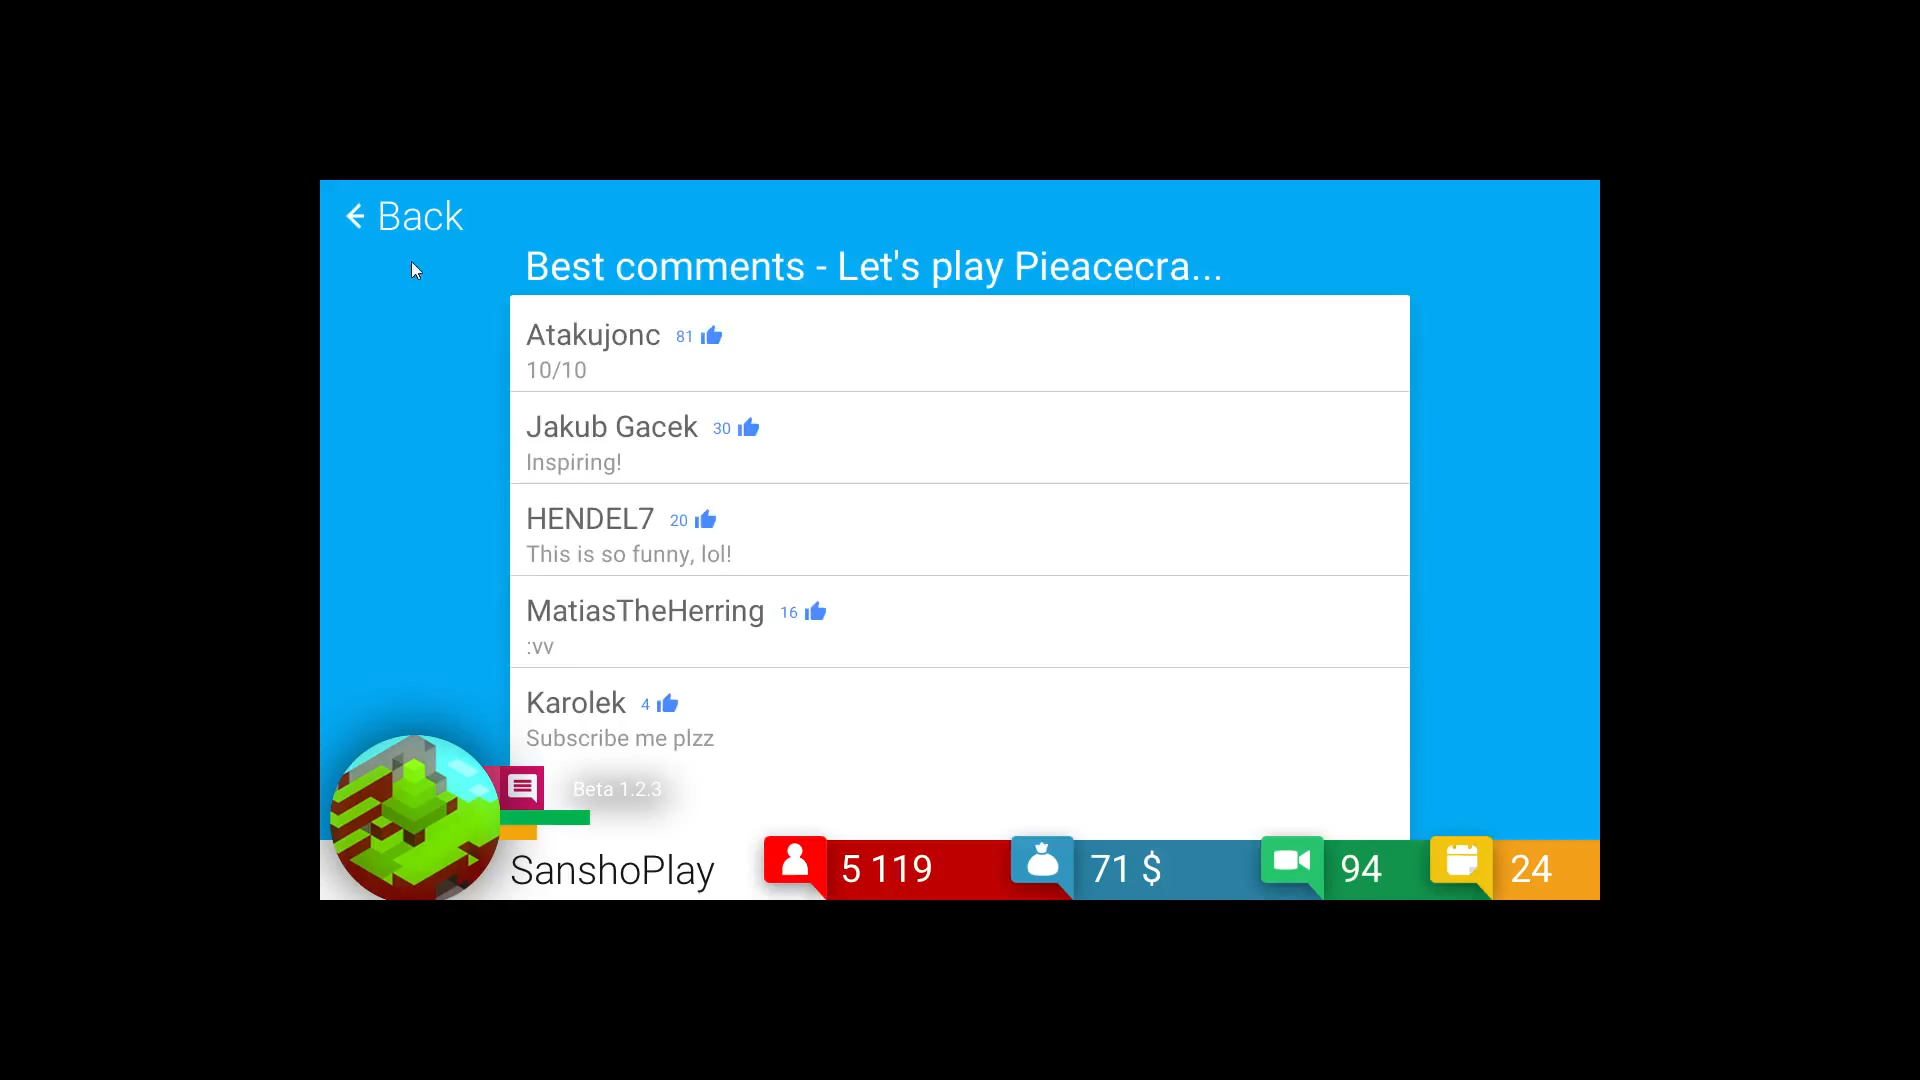 Back
Best comments - Let's play Pieacecra...
Atakujonc 81
10/10
Jakub Gacek 30
Inspiring!
HENDEL7 20
This is so funny, lol!
MatiasTheHerring 16
:vv
Karolek 4
Subscribe me plzz
Beta 1.2.3
SanshoPlay 5 119 71 $ 94 24